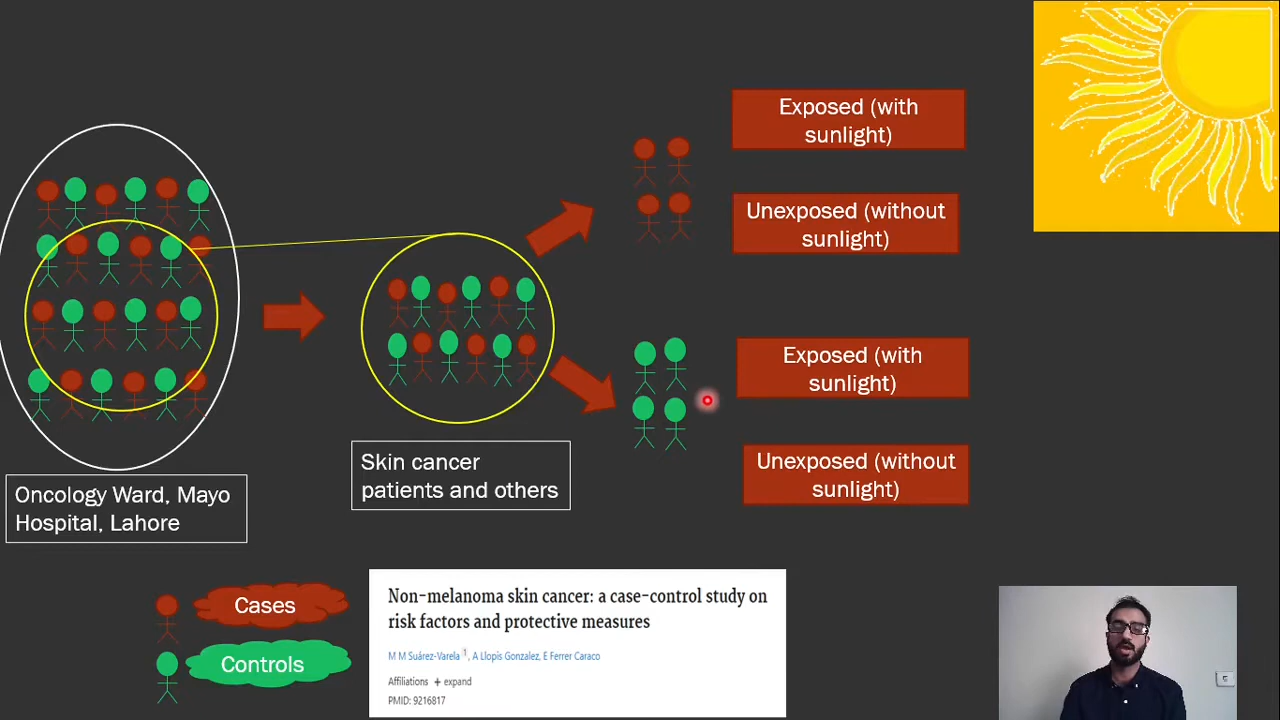 Exposed (with
sunlight)
Unexposed (without
sunlight)
Exposed (with
sunlight)
Unexposed (without
sunlight)
Skin cancer
patients and others
Oncology Ward, Mayo
Hospital, Lahore
Cases
Controls
Non-melanoma skin cancer: a case-control study on
risk factors and protective measures
M M Suárez-Varela 1, A Llopis Gonzalez, E Ferrer Caraco
Affiliations + expand
PMID: 9216817